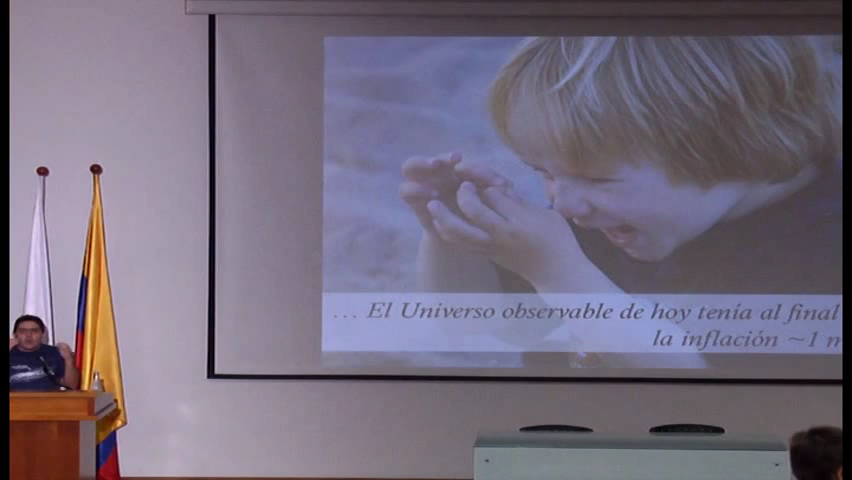 ... El Universo observable de hoy tenía al final
la inflación ~1 m